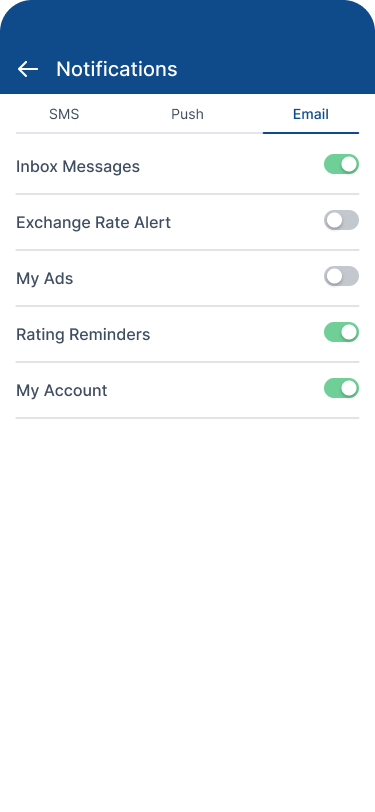 Notifications
SMS Push Email
Inbox Messages
Exchange Rate Alert
My Ads
Rating Reminders
My Account